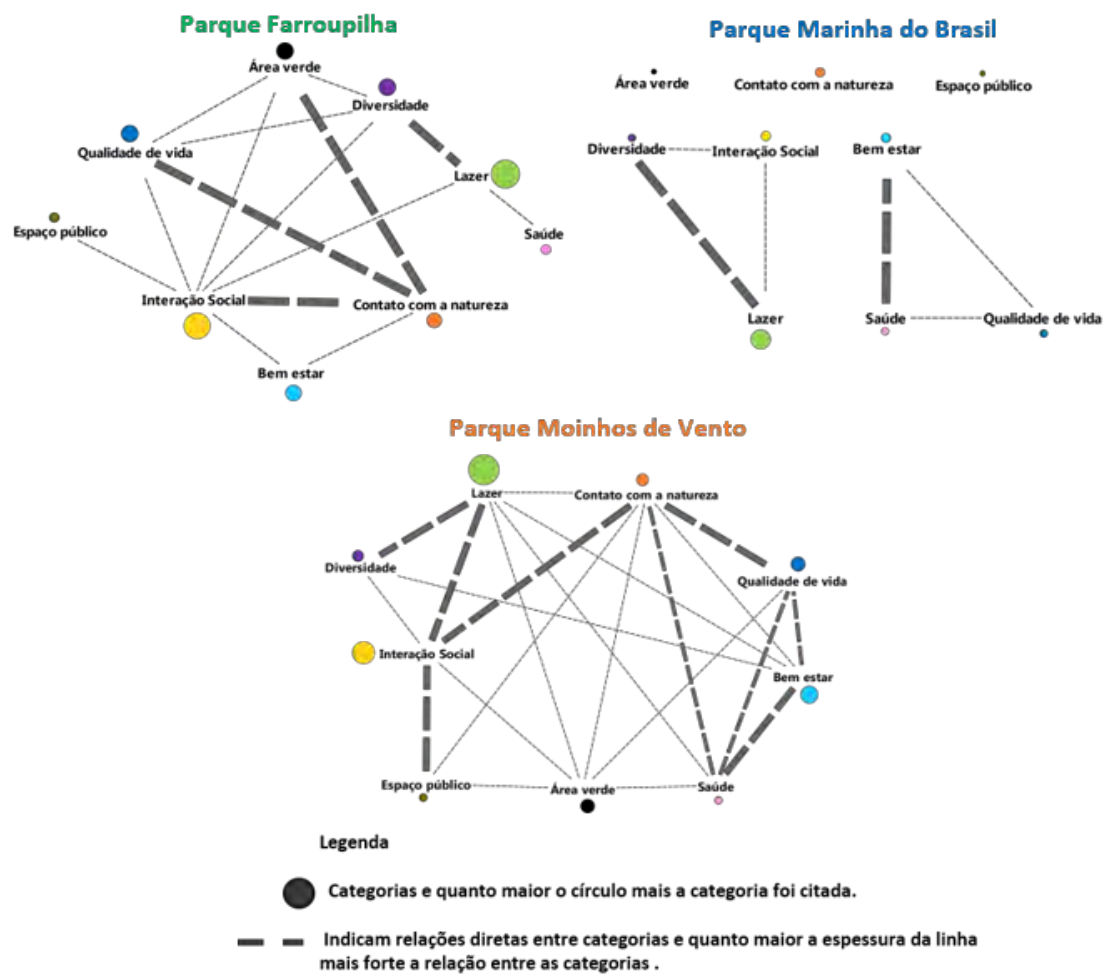 Parque Farroupilha
Área verde
Diversidade
Qualidade de vida
Lazer
Espaço público
Saúde
Interação Social
Contato com a natureza
Bem estar
Parque Marinha do Brasil
Área verde
Contato com a natureza
Espaço público
Diversidade
Interação Social
Bem estar
Lazer
Saúde
Qualidade de vida
Parque Moinhos de Vento
Lazer
Contato com a natureza
Diversidade
Qualidade de vida
Interação Social
Bem estar
Espaço público
Área verde
Saúde
Legenda
Categorias e quanto maior o círculo mais a categoria foi citada.
Indicam relações diretas entre categorias e quanto maior a espessura da linha
mais forte a relação entre as categorias .